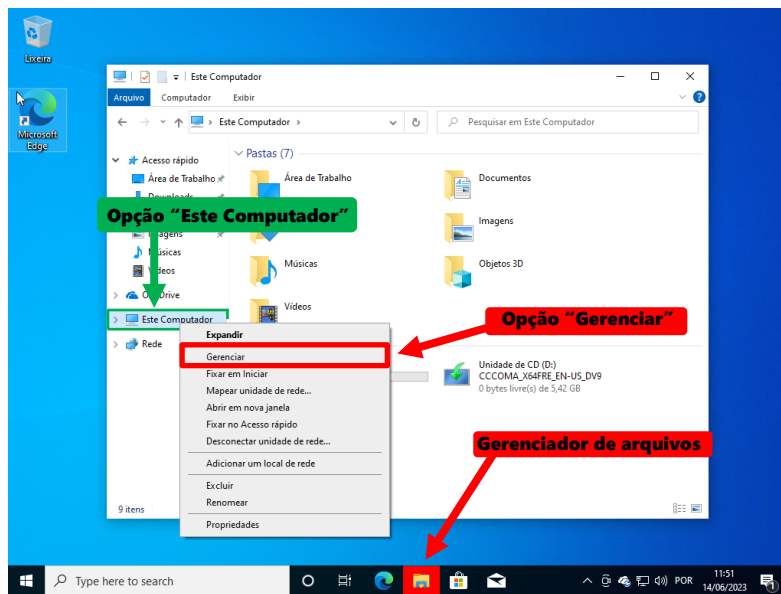 Lixeira
Microsoft
Edge
Este Computador
Arquivo Computador Exibir
Este Computador
Pesquisar em Este Computador
Acesso rápido
Área de Trabalho
Downloads
Imagens
Músicas
Vídeos
Este Computador
Rede
Pastas (7)
Área de Trabalho
Documentos
Imagens
Músicas
Objetos 3D
Vídeos
Opção “Este Computador”
Opção “Gerenciar”
Expandir
Gerenciar
Fixar em Iniciar
Mapear unidade de rede...
Abrir em nova janela
Fixar no Acesso rápido
Desconectar unidade de rede...
Adicionar um local de rede
Excluir
Renomear
Propriedades
Unidade de CD (D:)
CCCOMA_X64FRE_EN-US_DV9
0 bytes livre(s) de 5,42 GB
Gerenciador de arquivos
9 itens
Type here to search
POR
11:51
14/06/2023
1